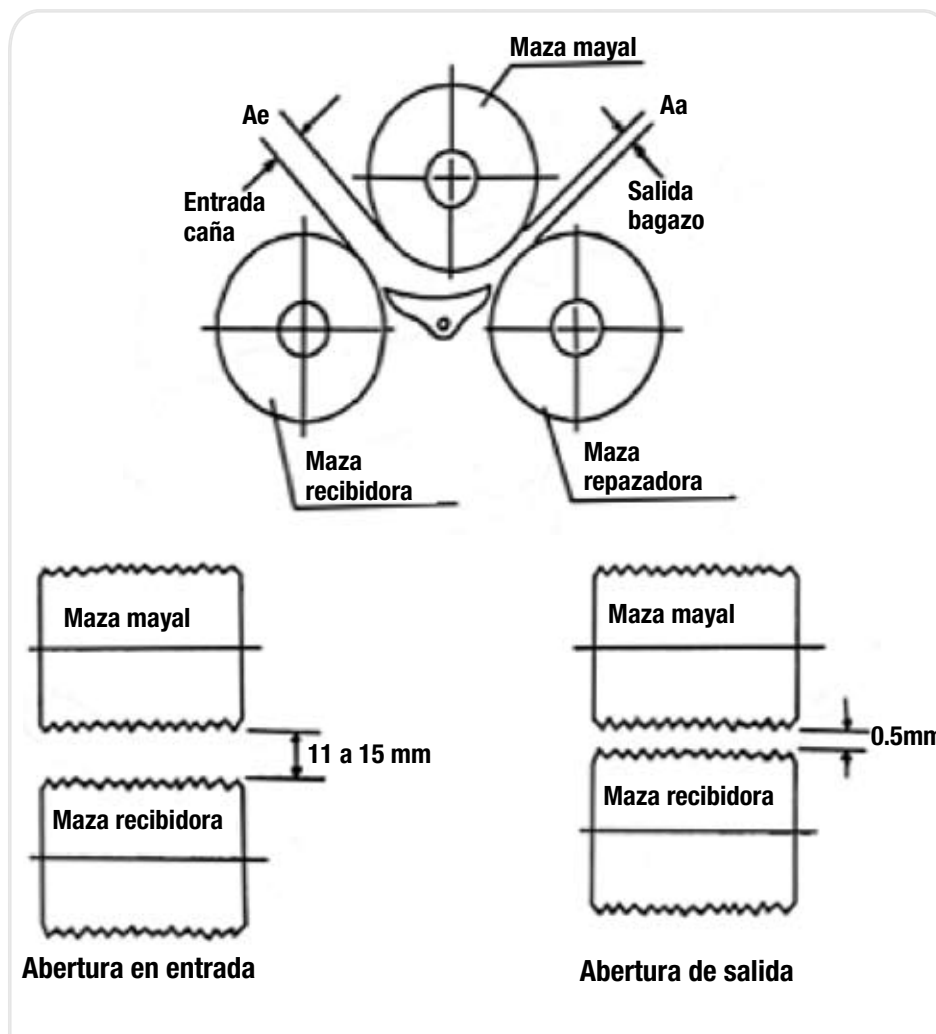 Maza mayal
Ae
Aa
Entrada
caña
Salida
bagazo
Maza
recibidora
Maza
repazadora
Maza mayal
11 a 15 mm
Maza recibidora
Abertura en entrada
Maza mayal
0.5mm
Maza recibidora
Abertura de salida